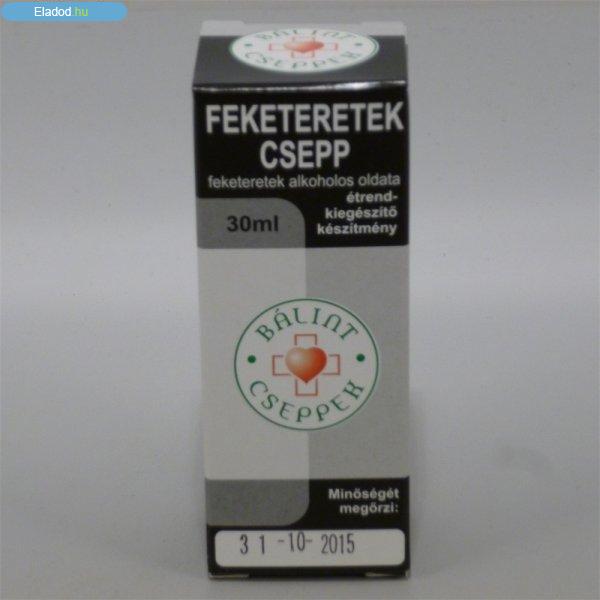 Eladod.hu
BÁLINT
CSEPPEK
FEKETERETEK
CSEPP
feketeretek alkoholos oldata
étrend-
kiegészítő
készítmény
30ml
BÁLINT
CSEPPEK
Minőségét
megőrzi:
31-10-2015